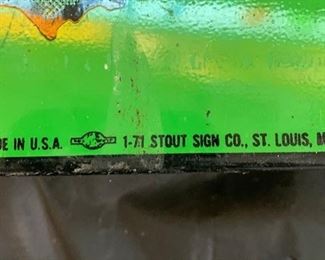 DE IN U.S.A. 1-71 STOUT SIGN CO., ST. LOUIS, M